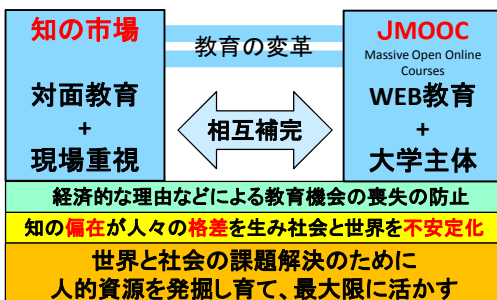 知の市場
対面教育
+
現場重視
教育の変革
相互補完
JMOOC
Massive Open Online
Courses
WEB教育
+
大学主体
経済的な理由などによる教育機会の喪失の防止
知の偏在が人々の格差を生み社会と世界を不安定化
世界と社会の課題解決のために
人的資源を発掘し育て、最大限に活かす